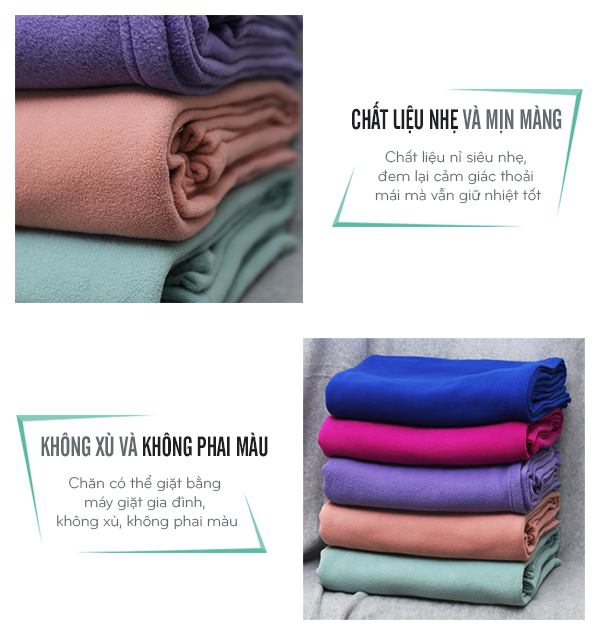 CHẤT LIỆU NHẸ VÀ MỊN MÀNG
Chất liệu nỉ siêu nhẹ,
đem lại cảm giác thoải
mái mà vẫn giữ nhiệt tốt
KHÔNG XÙ VÀ KHÔNG PHAI MÀU
Chăn có thể giặt bằng
máy giặt gia đình,
không xù, không phai màu